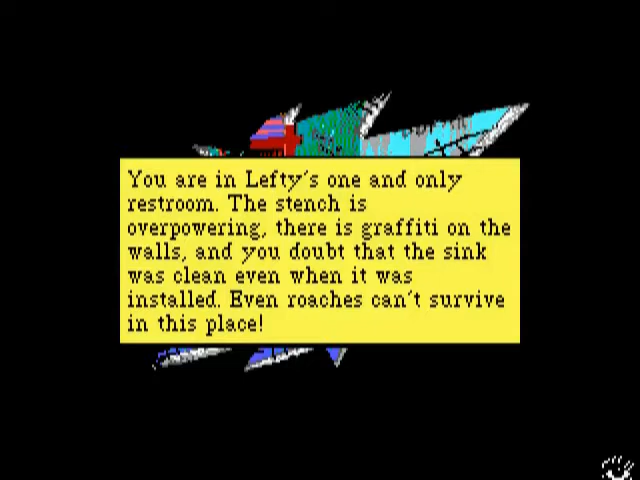 You are in Lefty's one and only
restroom. The stench is
overpowering, there is graffiti on the
walls, and you doubt that the sink
was clean even when it was
installed. Even roaches can't survive
in this place!